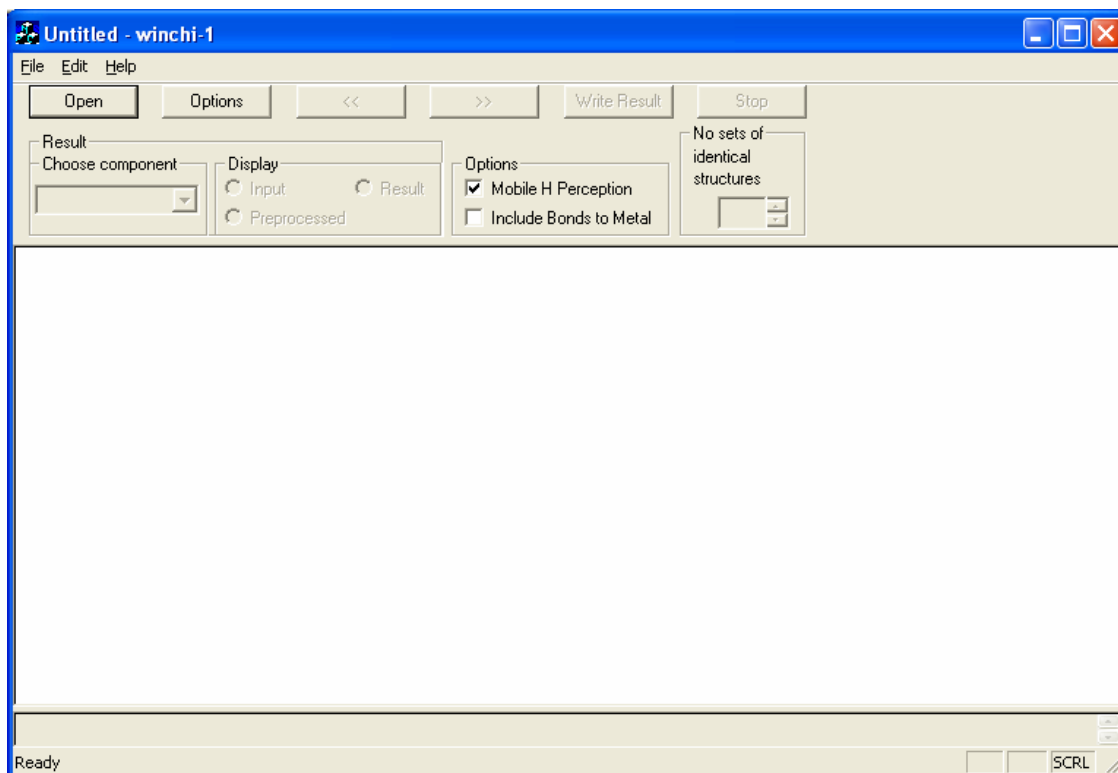 Untitled - winchi-1
File Edit Help
Open Options << >> Write Result Stop
Result
Choose component
Display
Input Result
Preprocessed
Options
Mobile H Perception
Include Bonds to Metal
No sets of
identical
structures
Ready SCRL